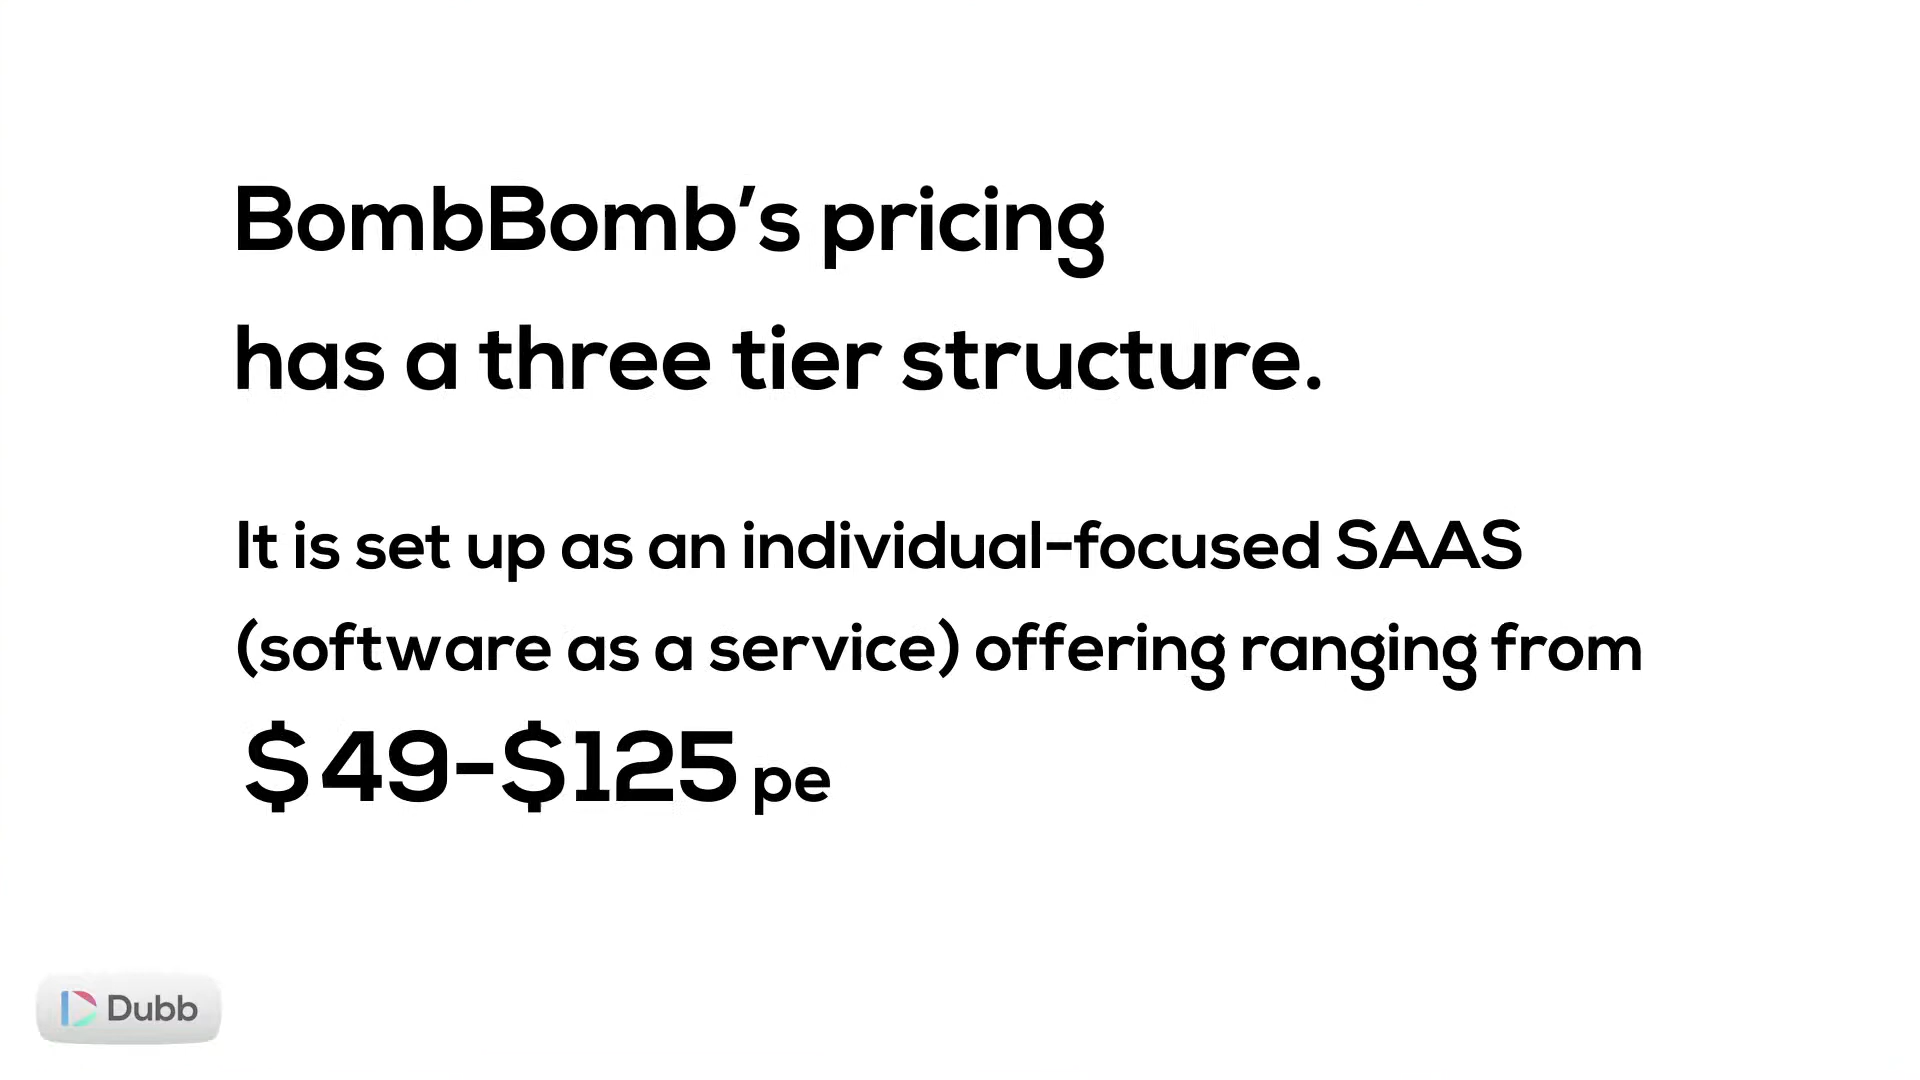 BombBomb’s pricing
has a three tier structure.
It is set up as an individual-focused SAAS
(software as a service) offering ranging from
$49-$125 pe
Dubb